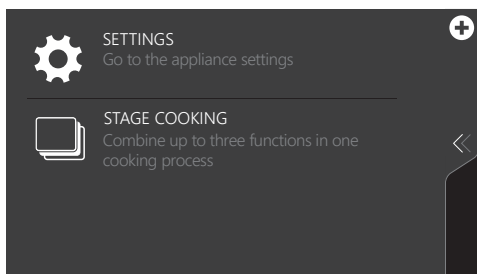 SETTINGS
Go to the appliance settings
STAGE COOKING
Combine up to three functions in one
cooking process